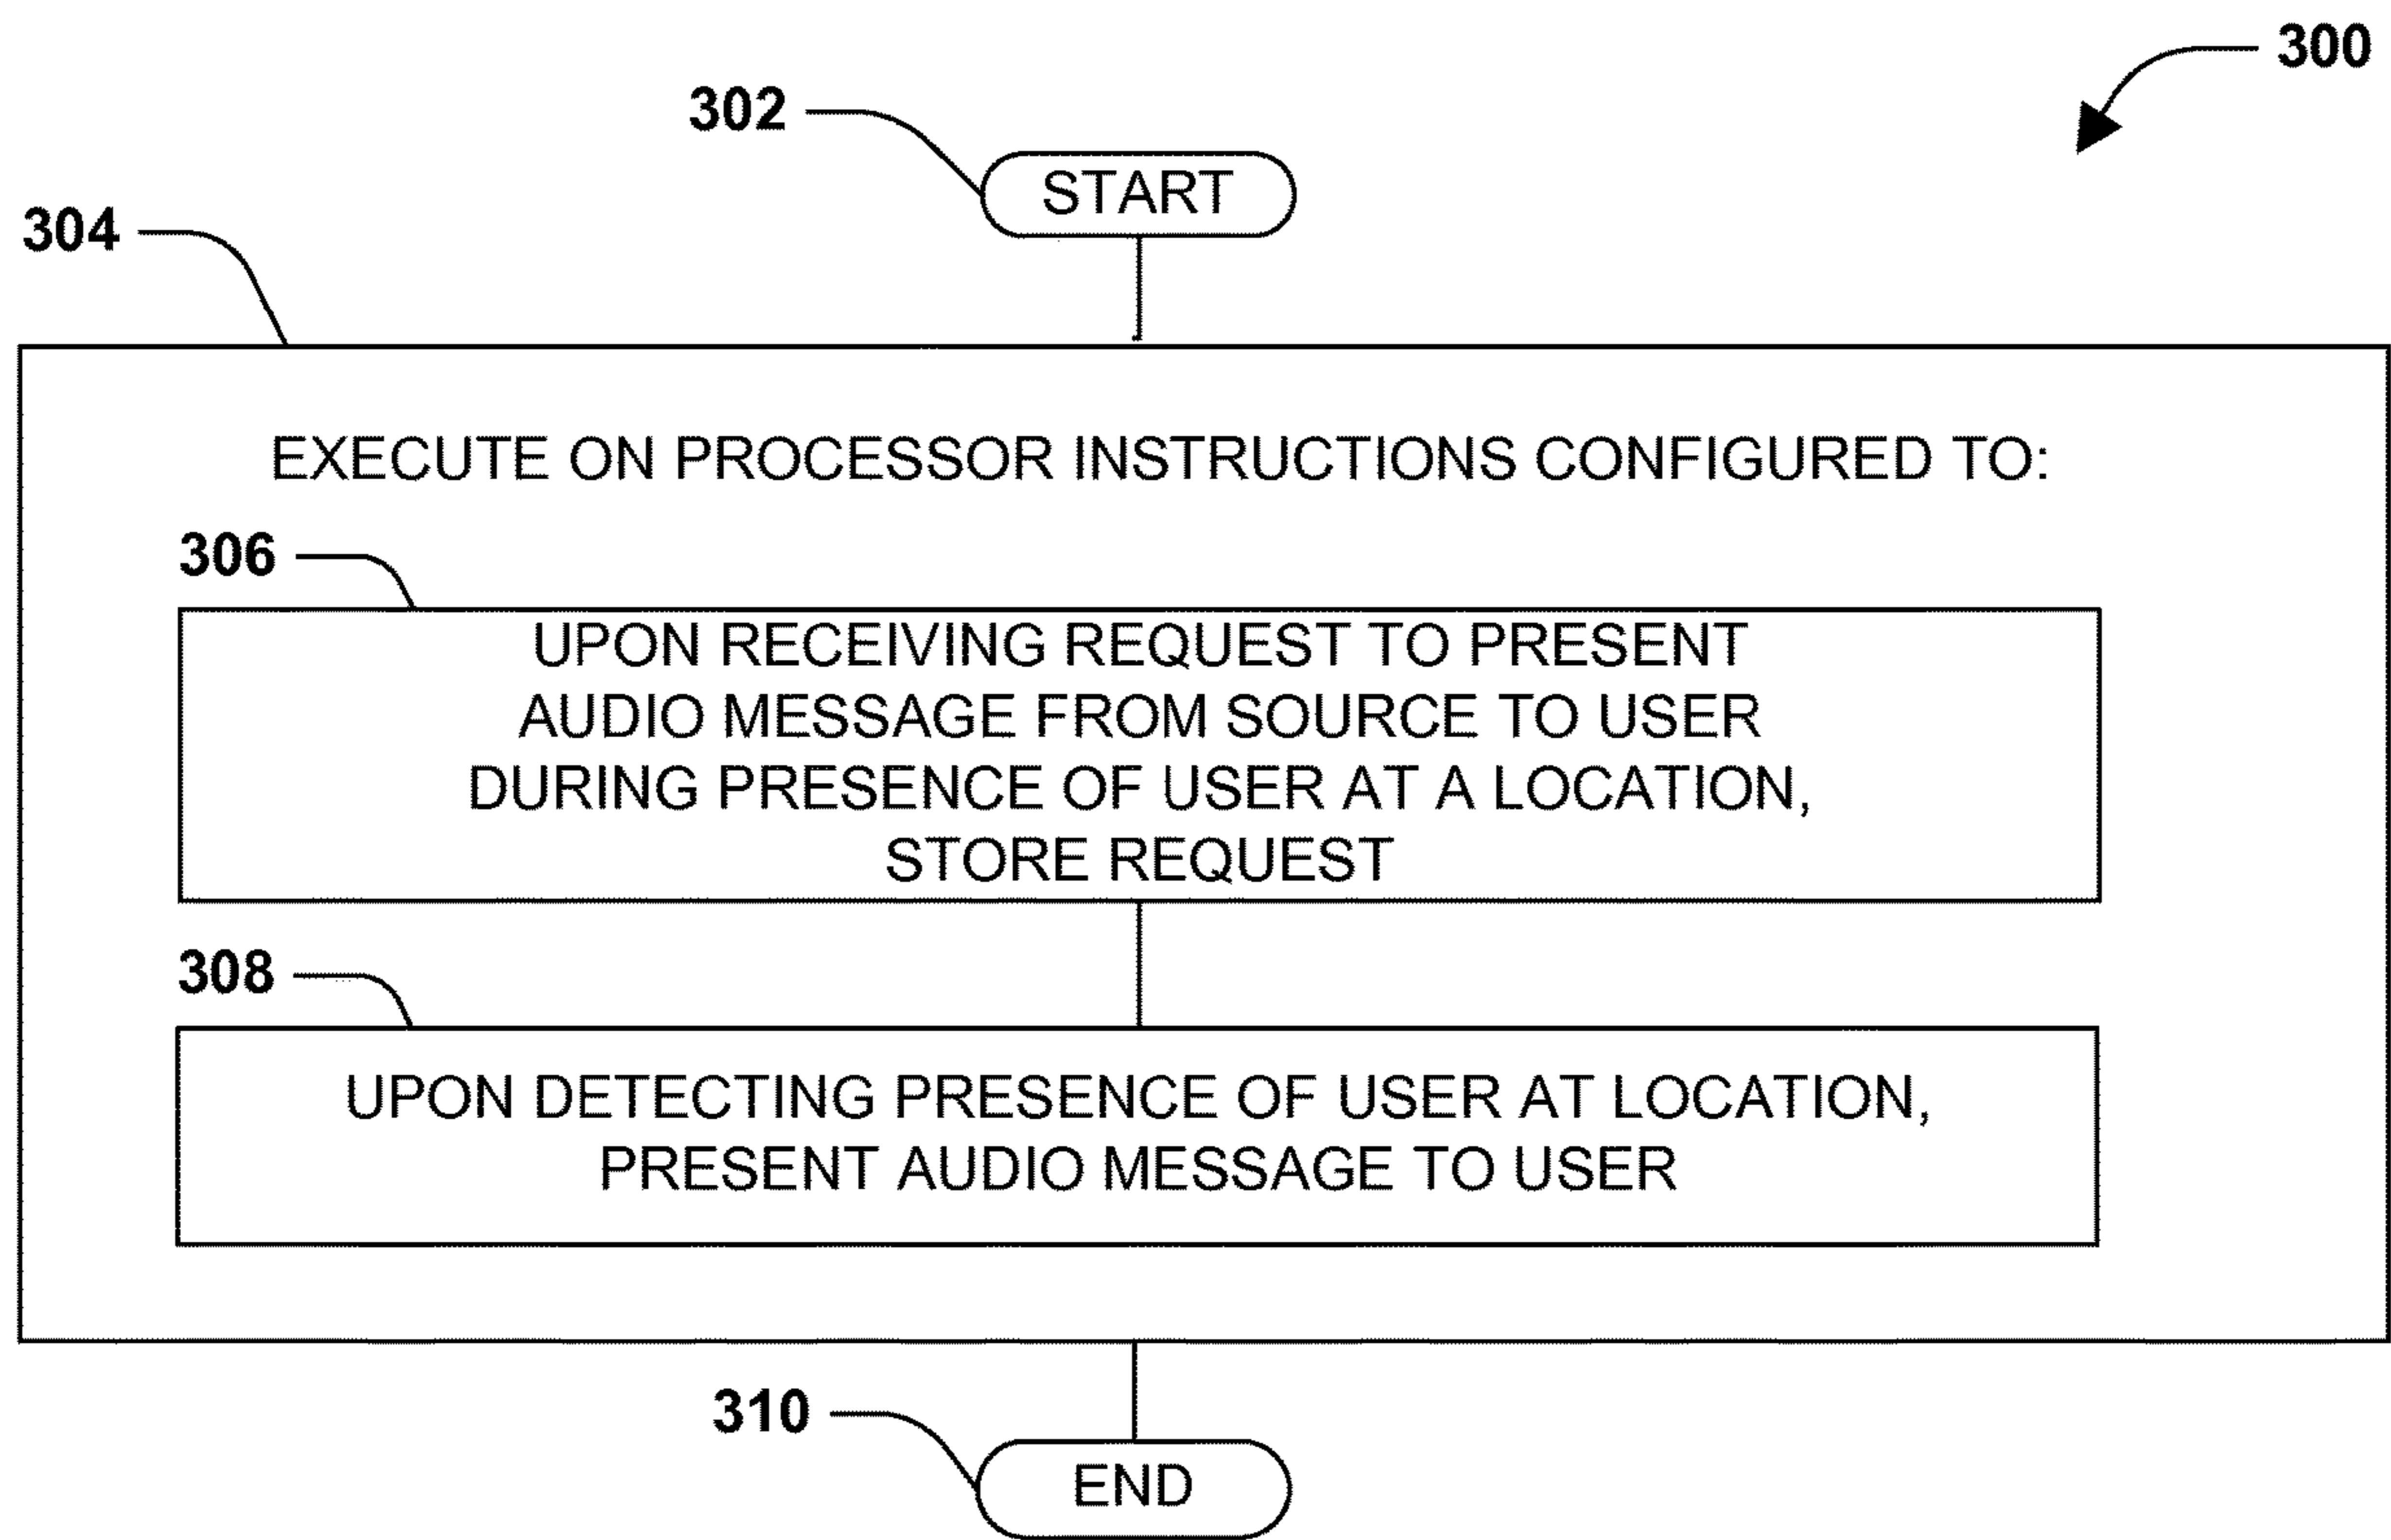 300
302
START
304
EXECUTE ON PROCESSOR INSTRUCTIONS CONFIGURED TO:
306
UPON RECEIVING REQUEST TO PRESENT
AUDIO MESSAGE FROM SOURCE TO USER
DURING PRESENCE OF USER AT A LOCATION,
STORE REQUEST
308
UPON DETECTING PRESENCE OF USER AT LOCATION,
PRESENT AUDIO MESSAGE TO USER
310
END